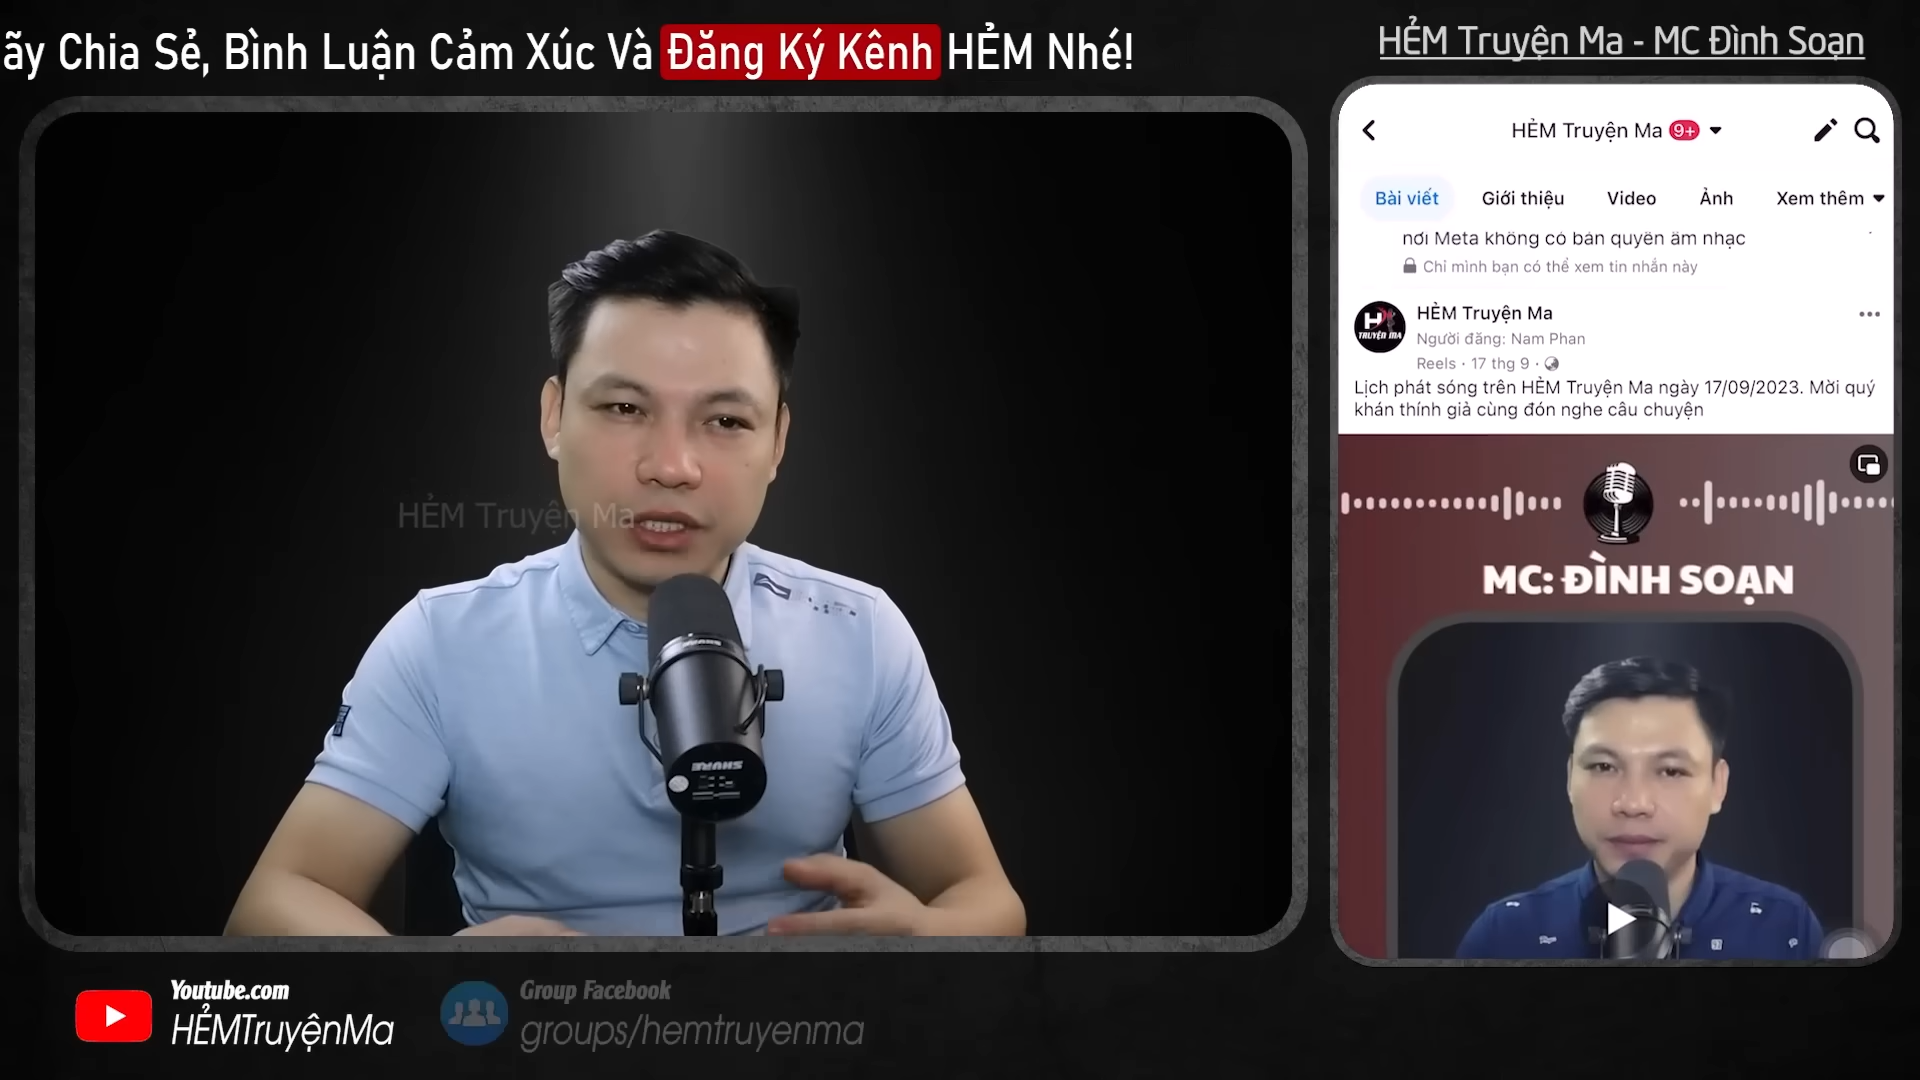 ãy Chia Sẻ, Bình Luận Cảm Xúc Và Đăng Ký Kênh HẺM Nhé!
HẺM Truyện Ma - MC Đình Soạn
HẺM Truyện Ma 9+
Bài viết Giới thiệu Video Ảnh Xem thêm
nơi Meta không có bản quyền âm nhạc
Chỉ mình bạn có thể xem tin nhắn này
HẺM Truyện Ma
Người đăng: Nam Phan
Reels · 17 thg 9 ·
Lịch phát sóng trên HẺM Truyện Ma ngày 17/09/2023. Mời quý
khán thính giả cùng đón nghe câu chuyện
H
TRUYỆN MA
MC: ĐÌNH SOẠN
HẺM Truyện Ma
SHURE
SHURE
Youtube.com
HẺMTruyệnMa
Group Facebook
groups/hemtruyenma